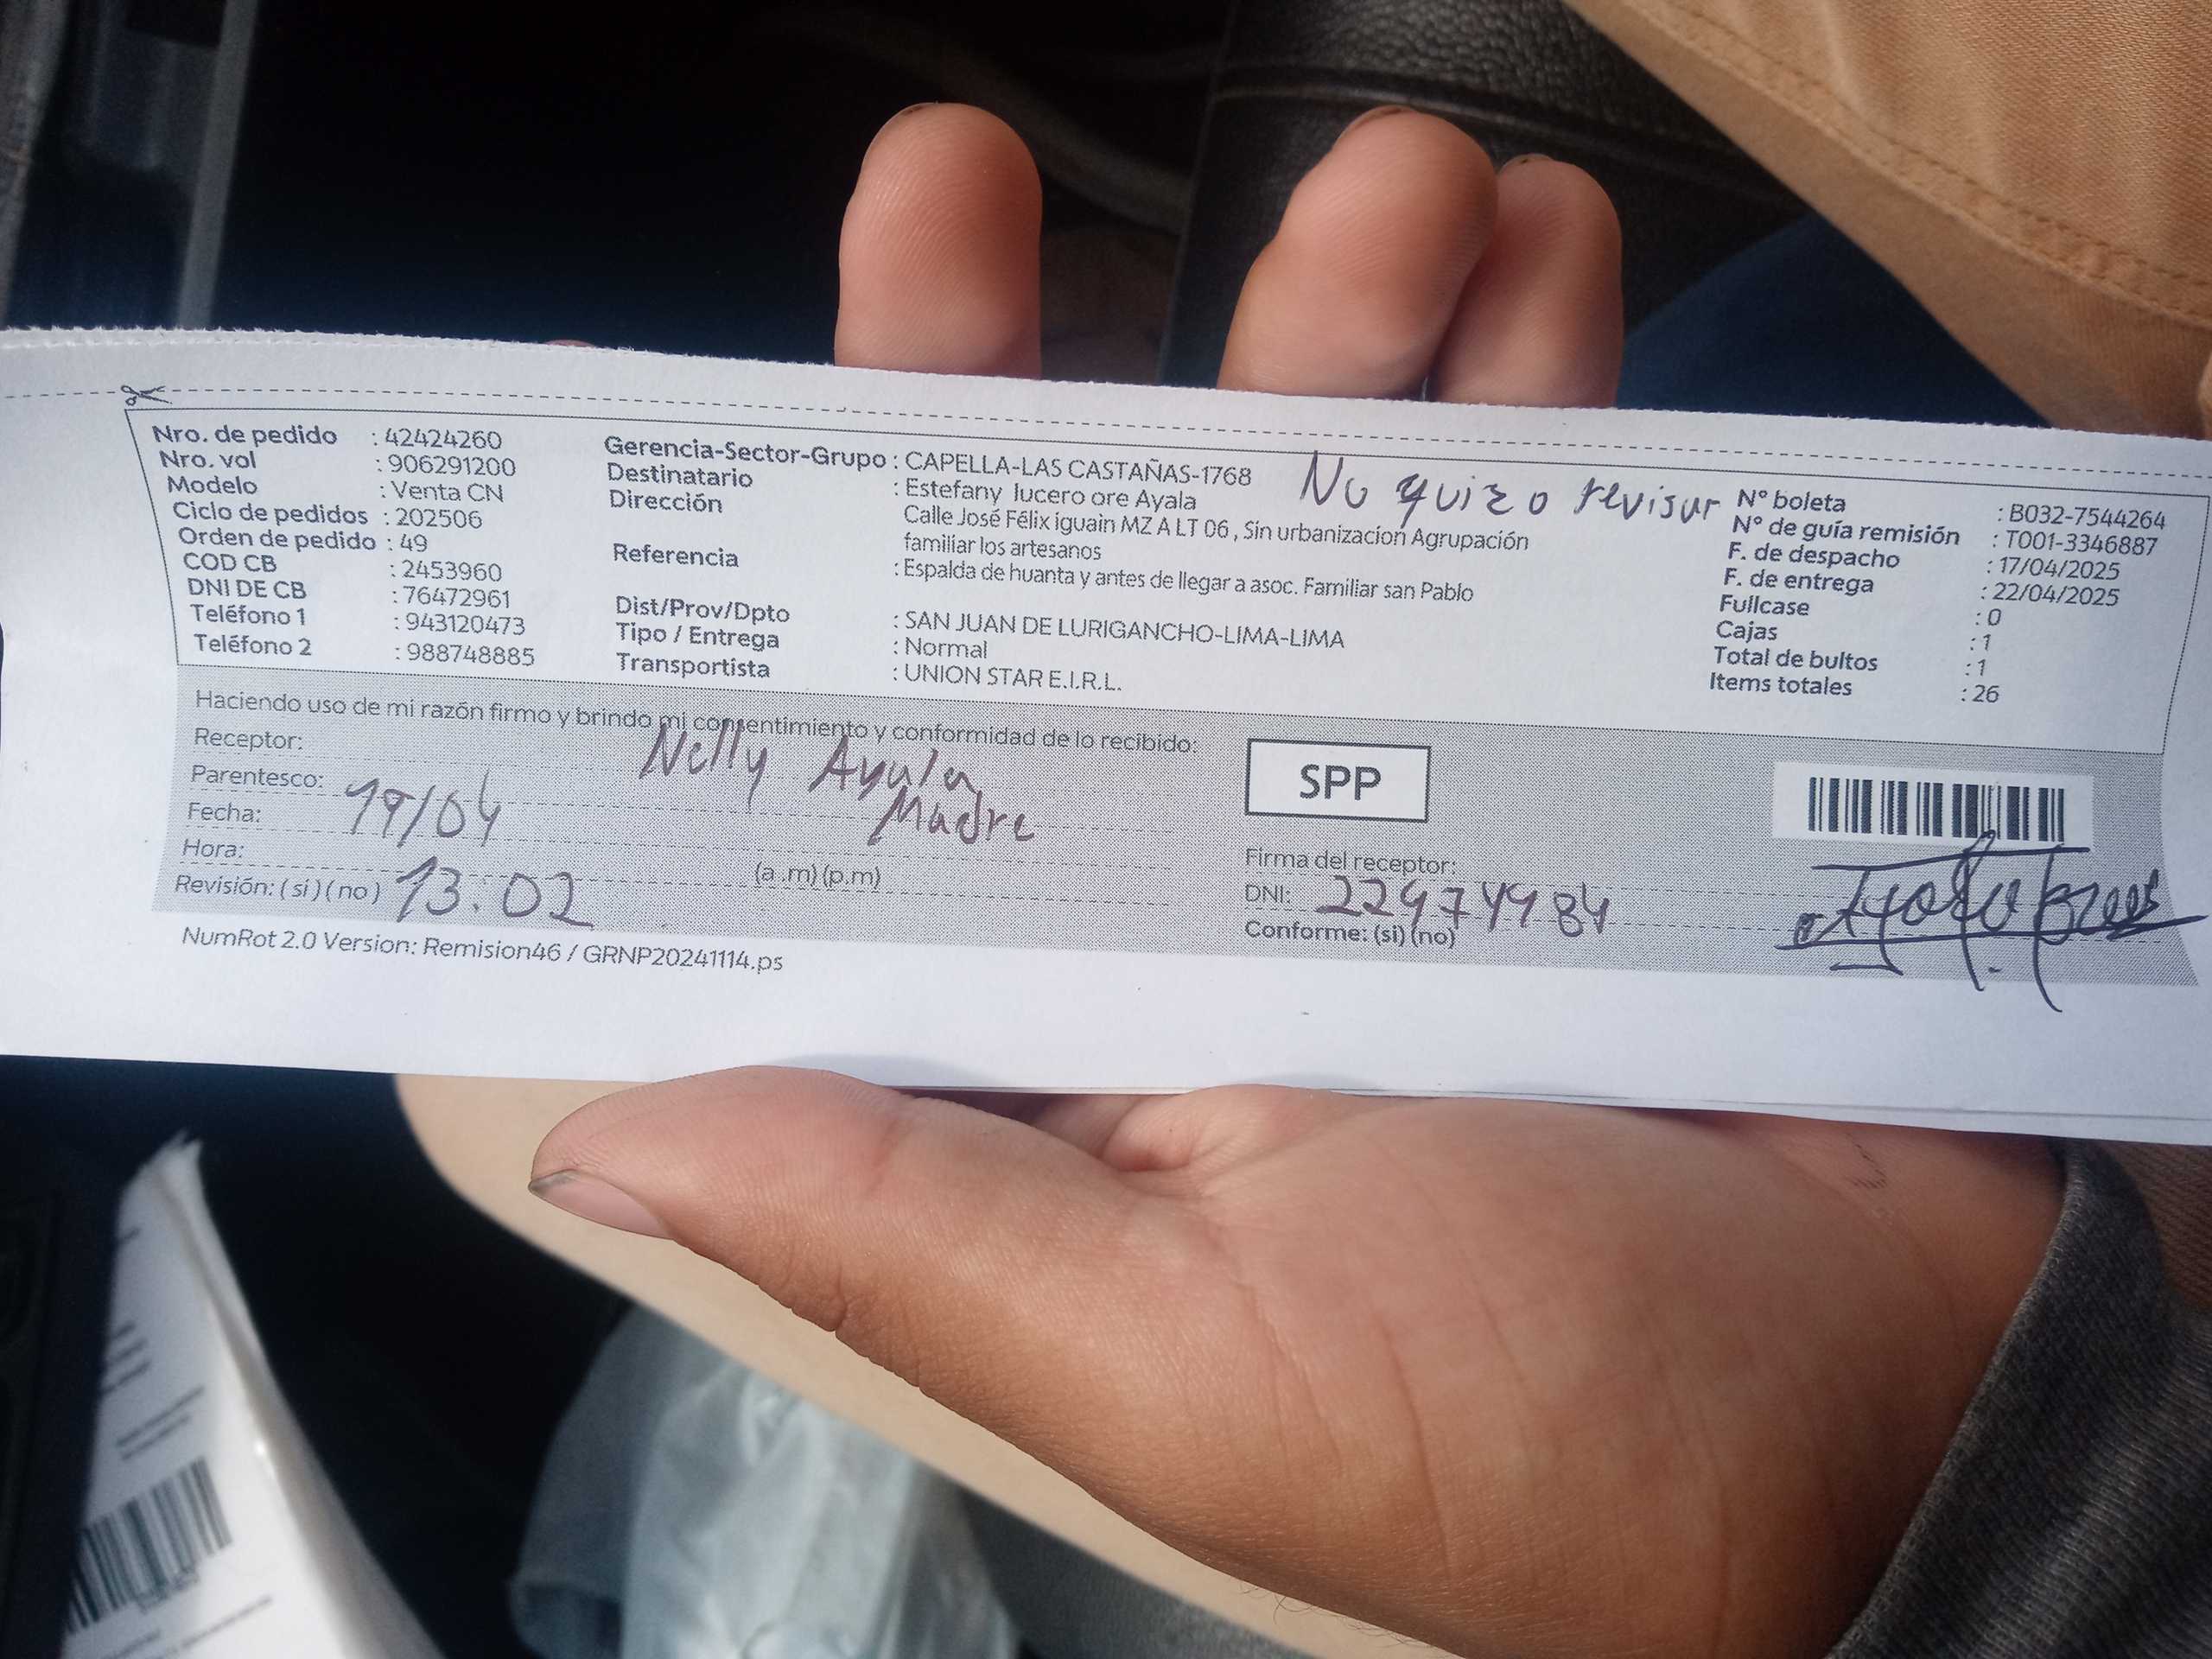 Nro. de pedido : 42424260
Nro. vol : 906291200
Modelo : Venta CN
Ciclo de pedidos : 202506
Orden de pedido : 49
COD CB : 2453960
DNI DE CB : 76472961
Teléfono 1 : 943120473
Teléfono 2 : 988748885
Gerencia-Sector-Grupo : CAPELLA-LAS CASTAÑAS-1768
Destinatario : Estefany lucero ore Ayala
Dirección : Calle José Félix iguain MZ A LT 06 , Sin urbanizacion Agrupación
familiar los artesanos
Referencia : Espalda de huanta y antes de llegar a asoc. Familiar san Pablo
Dist/Prov/Dpto : SAN JUAN DE LURIGANCHO-LIMA-LIMA
Tipo / Entrega : Normal
Transportista : UNION STAR E.I.R.L.
No quizo revisar
N° boleta : B032-7544264
N° de guía remisión : T001-3346887
F. de despacho : 17/04/2025
F. de entrega : 22/04/2025
Fullcase : 0
Cajas : 1
Total de bultos : 1
Items totales : 26
Haciendo uso de mi razón firmo y brindo mi consentimiento y conformidad de lo recibido:
Receptor: Nelly Ayala
Parentesco: Madre
Fecha: 19/04
Hora: 13:02 (a .m) (p.m)
Revisión: ( si ) ( no )
SPP
Firma del receptor:
DNI:
Conforme: (si) (no)
NumRot 2.0 Version: Remision46 / GRNP20241114.ps